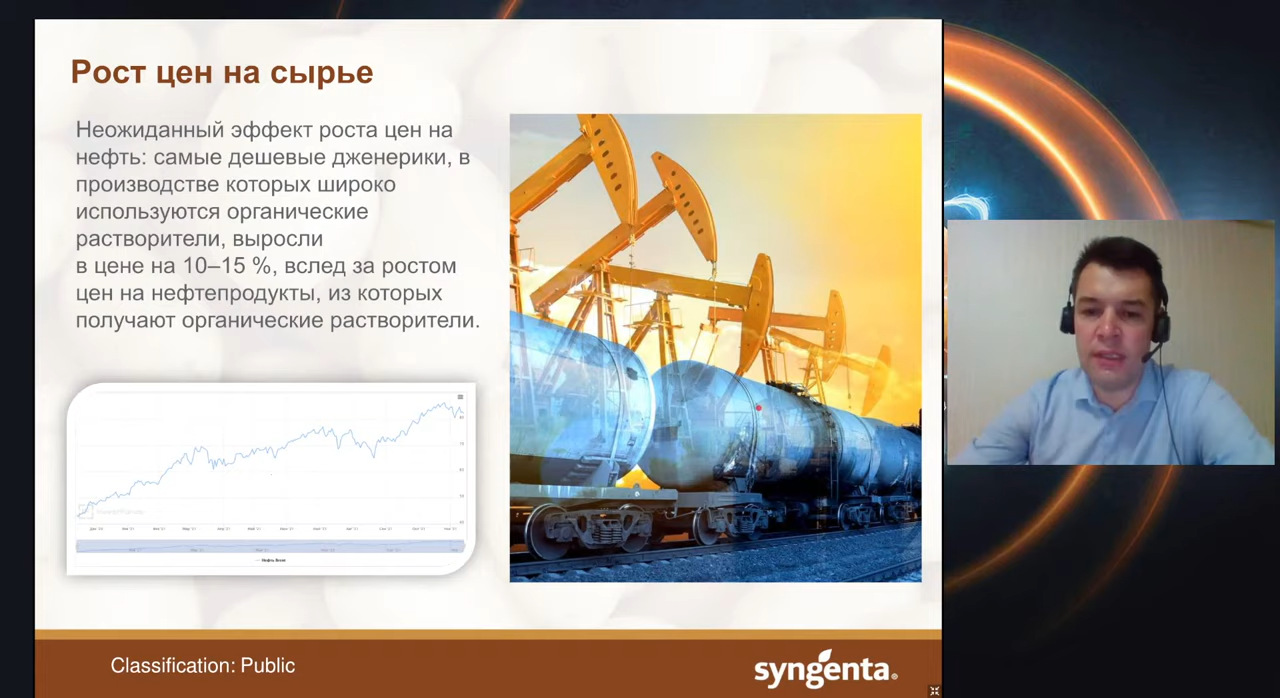 Рост цен на сырье
Неожиданный эффект роста цен на
нефть: самые дешевые дженерики, в
производстве которых широко
используются органические
растворители, выросли
в цене на 10–15 %, вслед за ростом
цен на нефтепродукты, из которых
получают органические растворители.
Нефть Brent
Classification: Public
syngenta